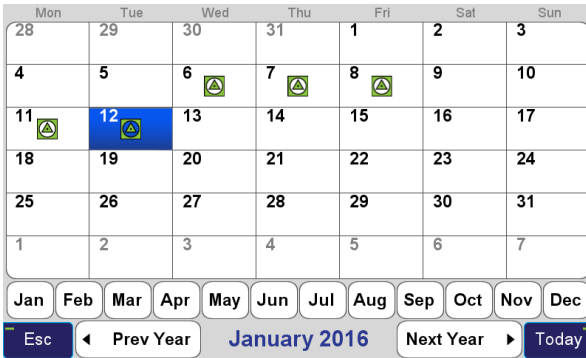 Mon Tue Wed Thu Fri Sat Sun
28 29 30 31 1 2 3
4 5 6 7 8 9 10
11 12 13 14 15 16 17
18 19 20 21 22 23 24
25 26 27 28 29 30 31
1 2 3 4 5 6 7
Jan Feb Mar Apr May Jun Jul Aug Sep Oct Nov Dec
Esc Prev Year January 2016 Next Year Today